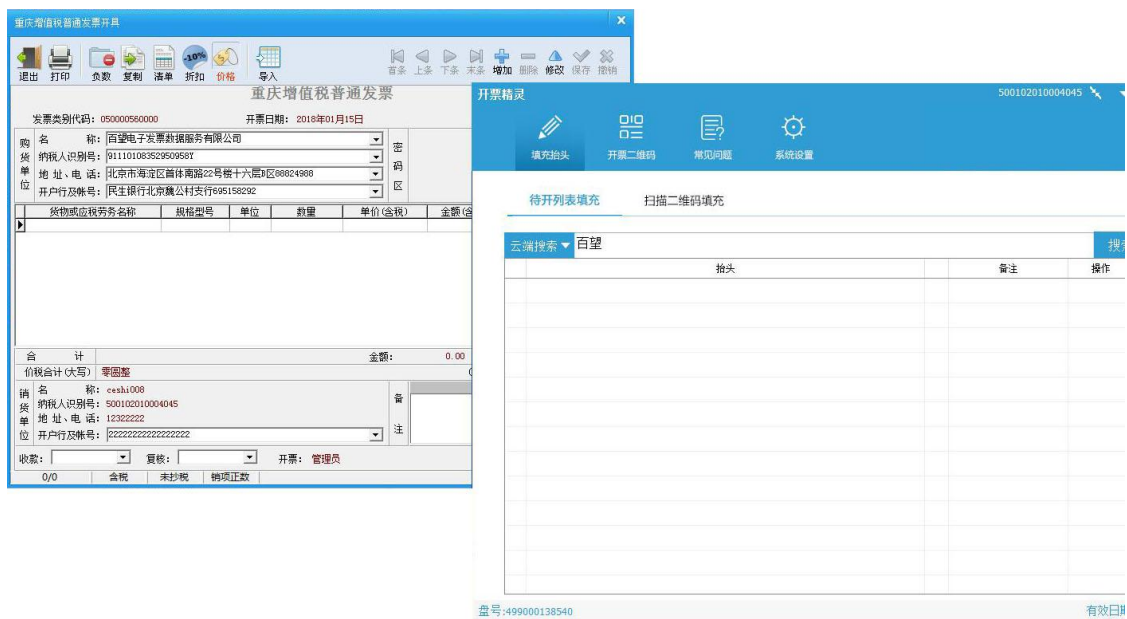 重庆增值税普通发票开具 ×
退出 打印 负数 复制 清单 折扣 价格 导入 首条 上条 下条 末条 增加 删除 修改 保存 撤销
-10%
重庆增值税普通发票
发票类别代码: 050000560000 开票日期: 2018年01月15日
购货单位
名 称: 百望电子发票数据服务有限公司
纳税人识别号: 91110108352950958Y
地 址、电 话: 北京市海淀区首体南路22号楼十六层B区88824988
开户行及帐号: 民生银行北京魏公村支行695158292
密码区
货物或应税劳务名称 规格型号 单位 数量 单价(含税) 金额(含
合 计 金额: 0.00
价税合计(大写) 零圆整
销货单位
名 称: ceshi008
纳税人识别号: 500102010004045
地 址、电 话: 12322222
开户行及帐号: 2222222222222222
备注
收款: 复核: 开票: 管理员
0/0 含税 未抄税 销项正数
开票精灵 500102010004045
填充抬头 开票二维码 常见问题 系统设置
待开列表填充 扫描二维码填充
云端搜索 百望 搜索
抬头 备注 操作
盘号:499000138540 有效日期